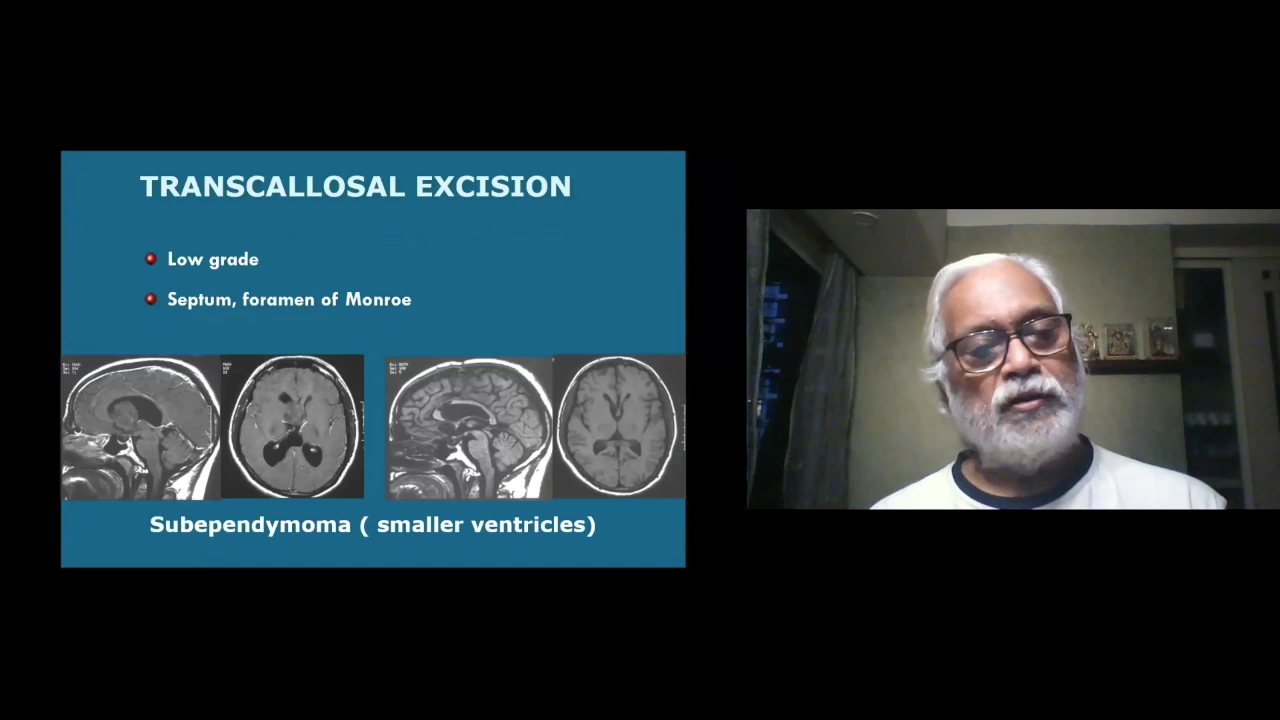 TRANSCALLOSAL EXCISION
Low grade
Septum, foramen of Monroe
Subependymoma ( smaller ventricles)